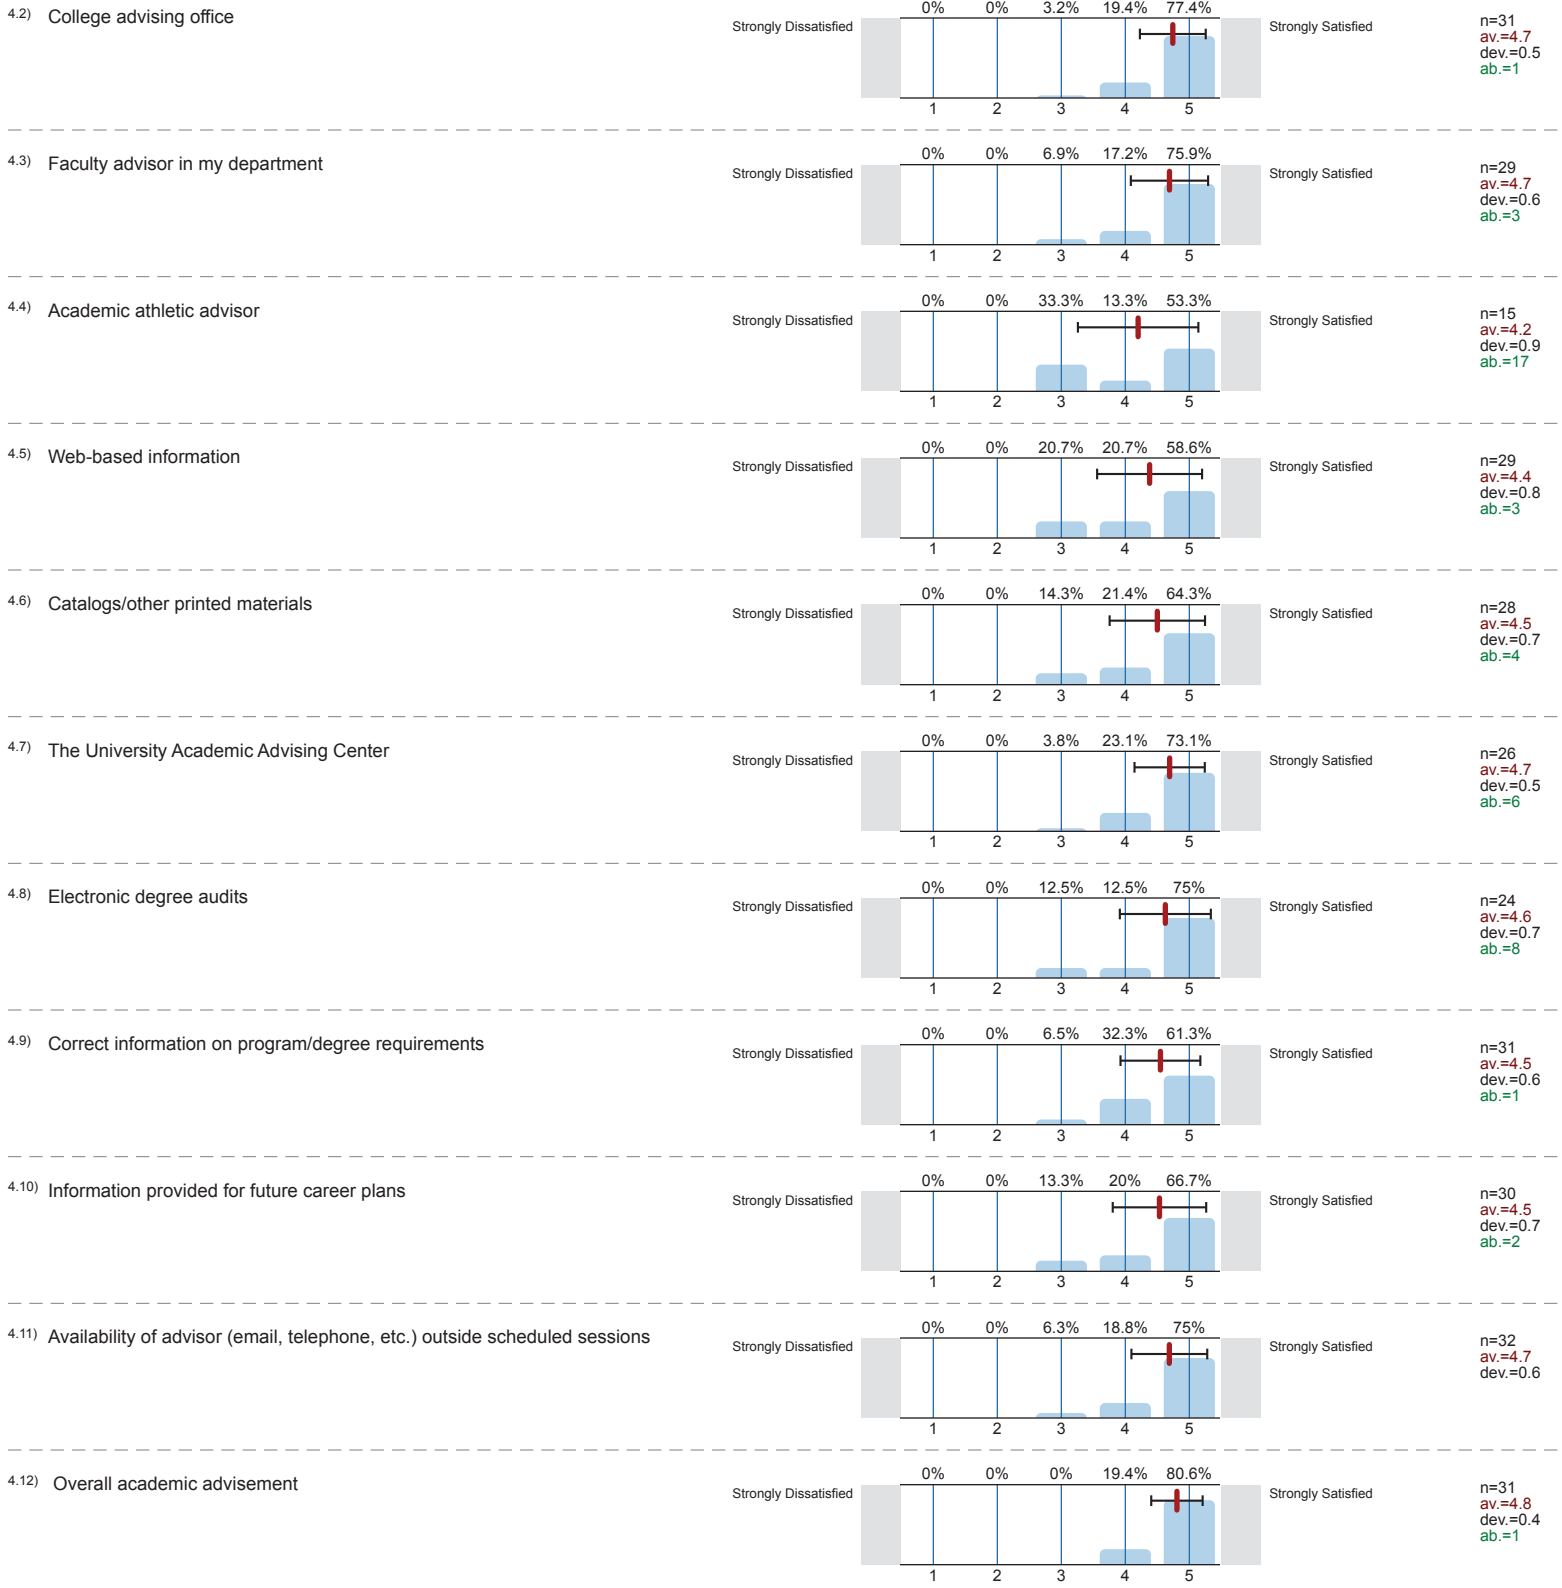 4.2) College advising office
Strongly Dissatisfied
0% 0% 3.2% 19.4% 77.4%
1 2 3 4 5
Strongly Satisfied
n=31
av.=4.7
dev.=0.5
ab.=1
4.3) Faculty advisor in my department
Strongly Dissatisfied
0% 0% 6.9% 17.2% 75.9%
1 2 3 4 5
Strongly Satisfied
n=29
av.=4.7
dev.=0.6
ab.=3
4.4) Academic athletic advisor
Strongly Dissatisfied
0% 0% 33.3% 13.3% 53.3%
1 2 3 4 5
Strongly Satisfied
n=15
av.=4.2
dev.=0.9
ab.=17
4.5) Web-based information
Strongly Dissatisfied
0% 0% 20.7% 20.7% 58.6%
1 2 3 4 5
Strongly Satisfied
n=29
av.=4.4
dev.=0.8
ab.=3
4.6) Catalogs/other printed materials
Strongly Dissatisfied
0% 0% 14.3% 21.4% 64.3%
1 2 3 4 5
Strongly Satisfied
n=28
av.=4.5
dev.=0.7
ab.=4
4.7) The University Academic Advising Center
Strongly Dissatisfied
0% 0% 3.8% 23.1% 73.1%
1 2 3 4 5
Strongly Satisfied
n=26
av.=4.7
dev.=0.5
ab.=6
4.8) Electronic degree audits
Strongly Dissatisfied
0% 0% 12.5% 12.5% 75%
1 2 3 4 5
Strongly Satisfied
n=24
av.=4.6
dev.=0.7
ab.=8
4.9) Correct information on program/degree requirements
Strongly Dissatisfied
0% 0% 6.5% 32.3% 61.3%
1 2 3 4 5
Strongly Satisfied
n=31
av.=4.5
dev.=0.6
ab.=1
4.10) Information provided for future career plans
Strongly Dissatisfied
0% 0% 13.3% 20% 66.7%
1 2 3 4 5
Strongly Satisfied
n=30
av.=4.5
dev.=0.7
ab.=2
4.11) Availability of advisor (email, telephone, etc.) outside scheduled sessions
Strongly Dissatisfied
0% 0% 6.3% 18.8% 75%
1 2 3 4 5
Strongly Satisfied
n=32
av.=4.7
dev.=0.6
4.12) Overall academic advisement
Strongly Dissatisfied
0% 0% 0% 19.4% 80.6%
1 2 3 4 5
Strongly Satisfied
n=31
av.=4.8
dev.=0.4
ab.=1